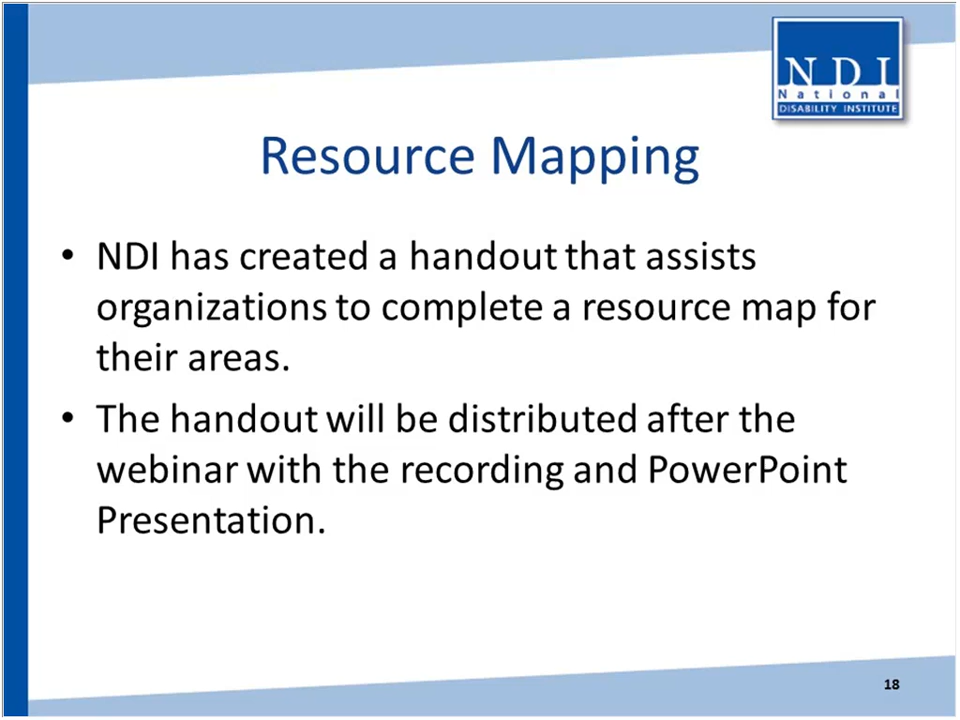 NDI
National
DISABILITY INSTITUTE
Resource Mapping
• NDI has created a handout that assists
organizations to complete a resource map for
their areas.
• The handout will be distributed after the
webinar with the recording and PowerPoint
Presentation.
18